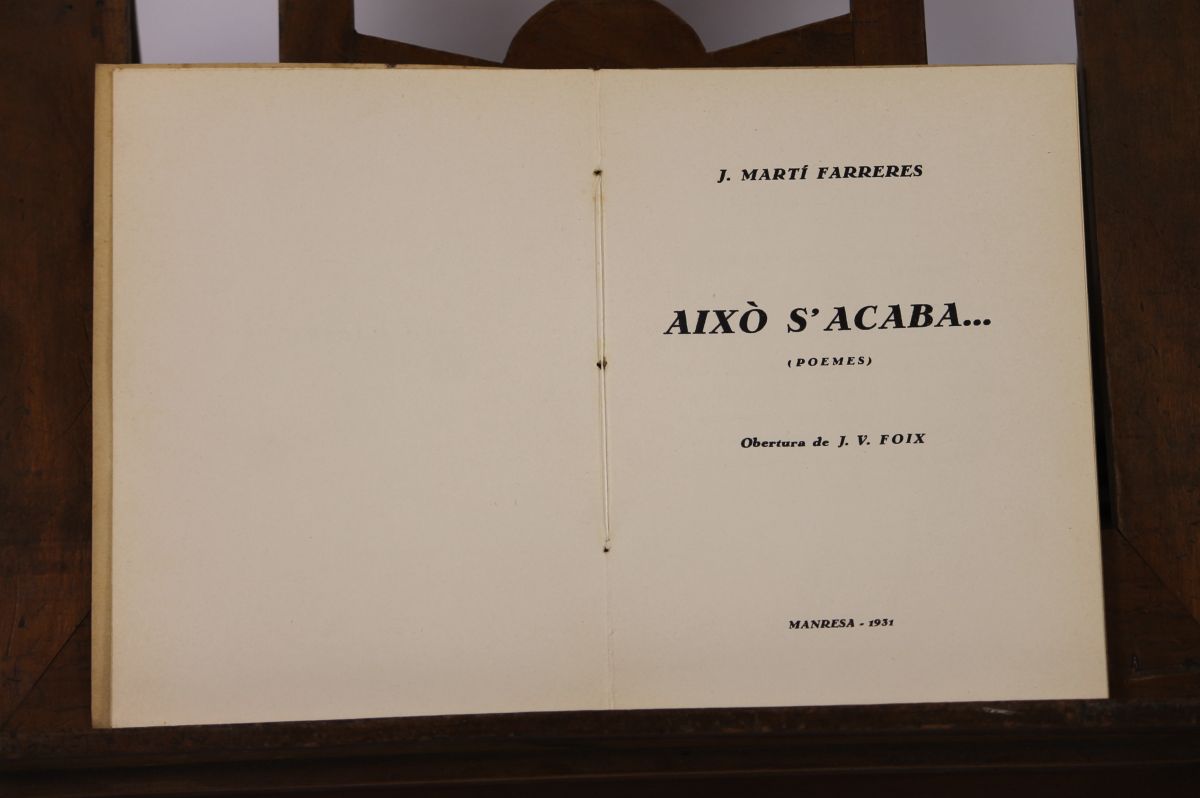 J. MARTÍ FARRERES
AIXÒ S'ACABA...
(POEMES)
Obertura de J. V. FOIX
MANRESA - 1931